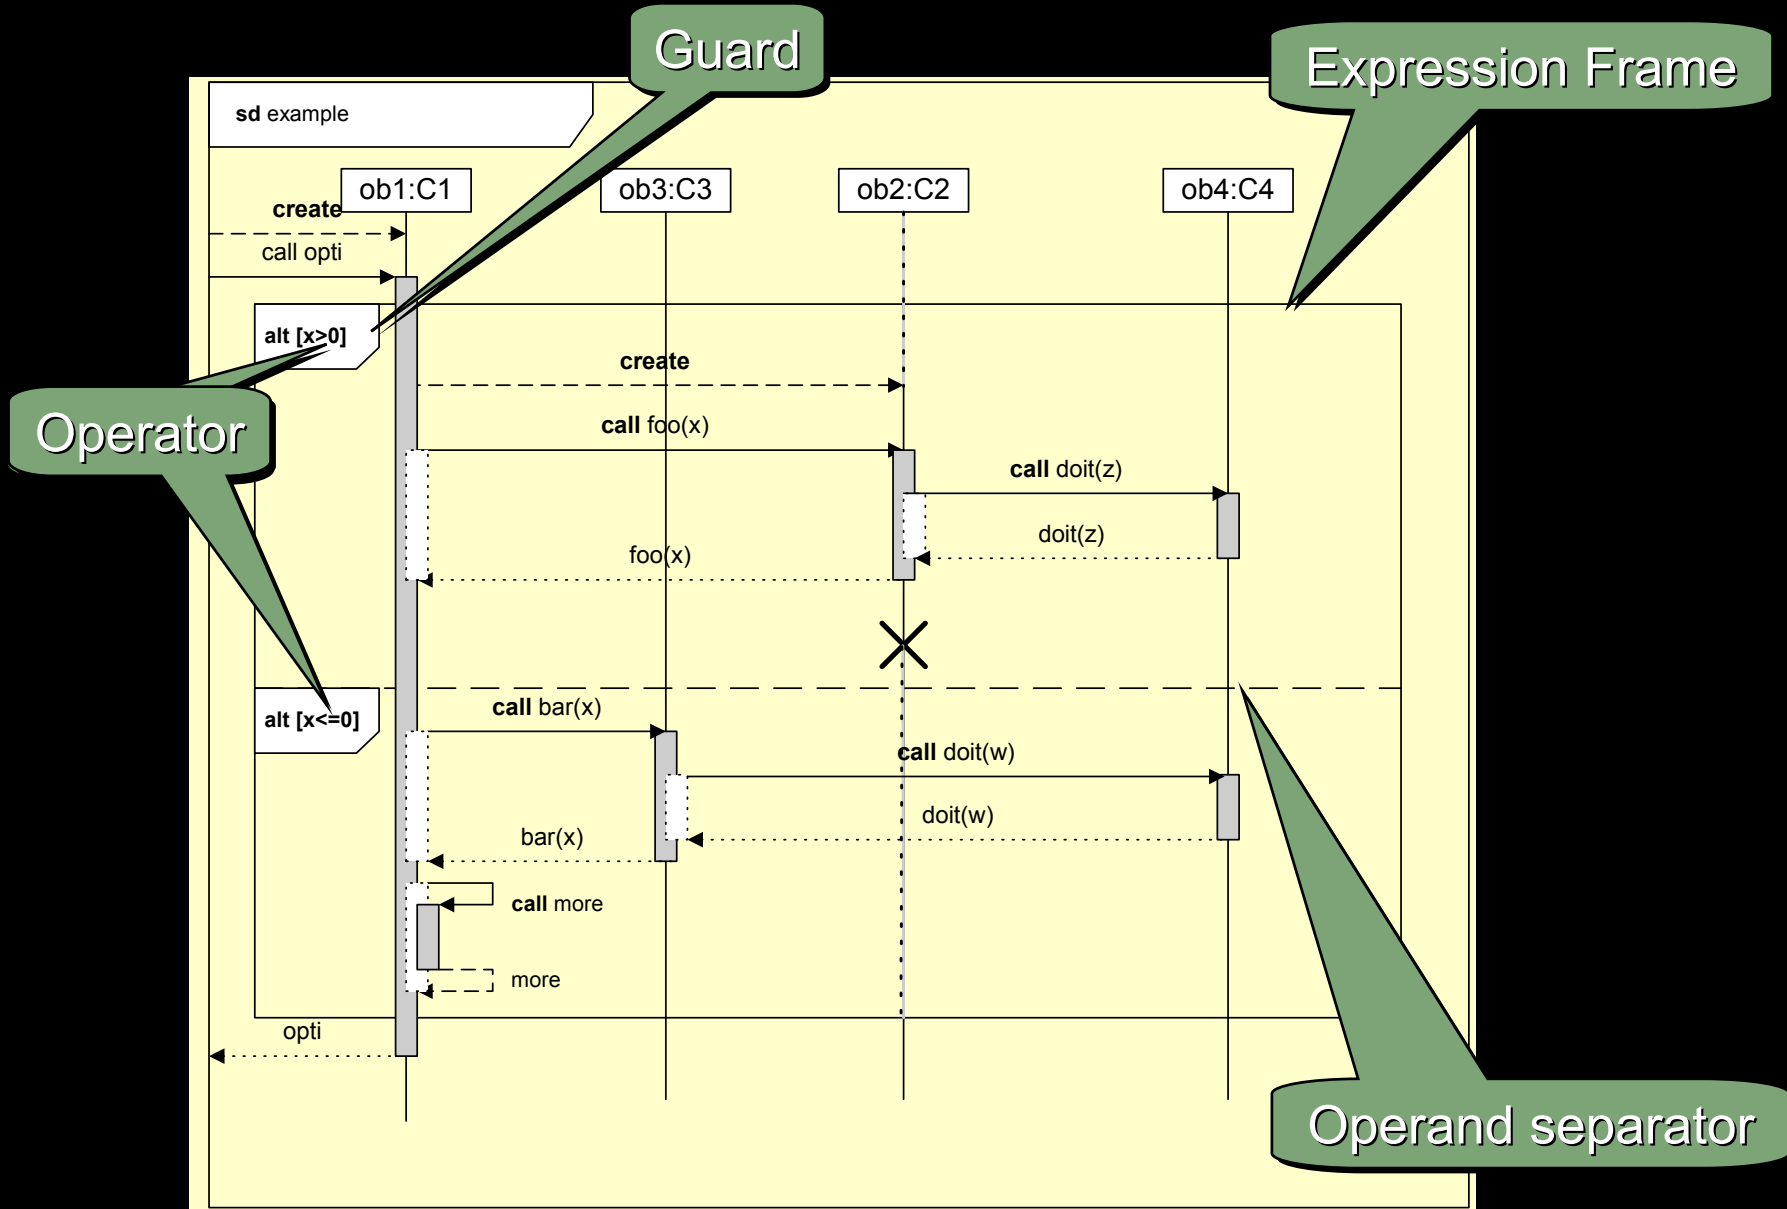 Guard
Expression Frame
sd example
ob1:C1
ob3:C3
ob2:C2
ob4:C4
create
call opti
alt [x>0]
create
Operator
call foo(x)
call doit(z)
doit(z)
foo(x)
alt [x<=0]
call bar(x)
call doit(w)
doit(w)
bar(x)
call more
more
opti
Operand separator